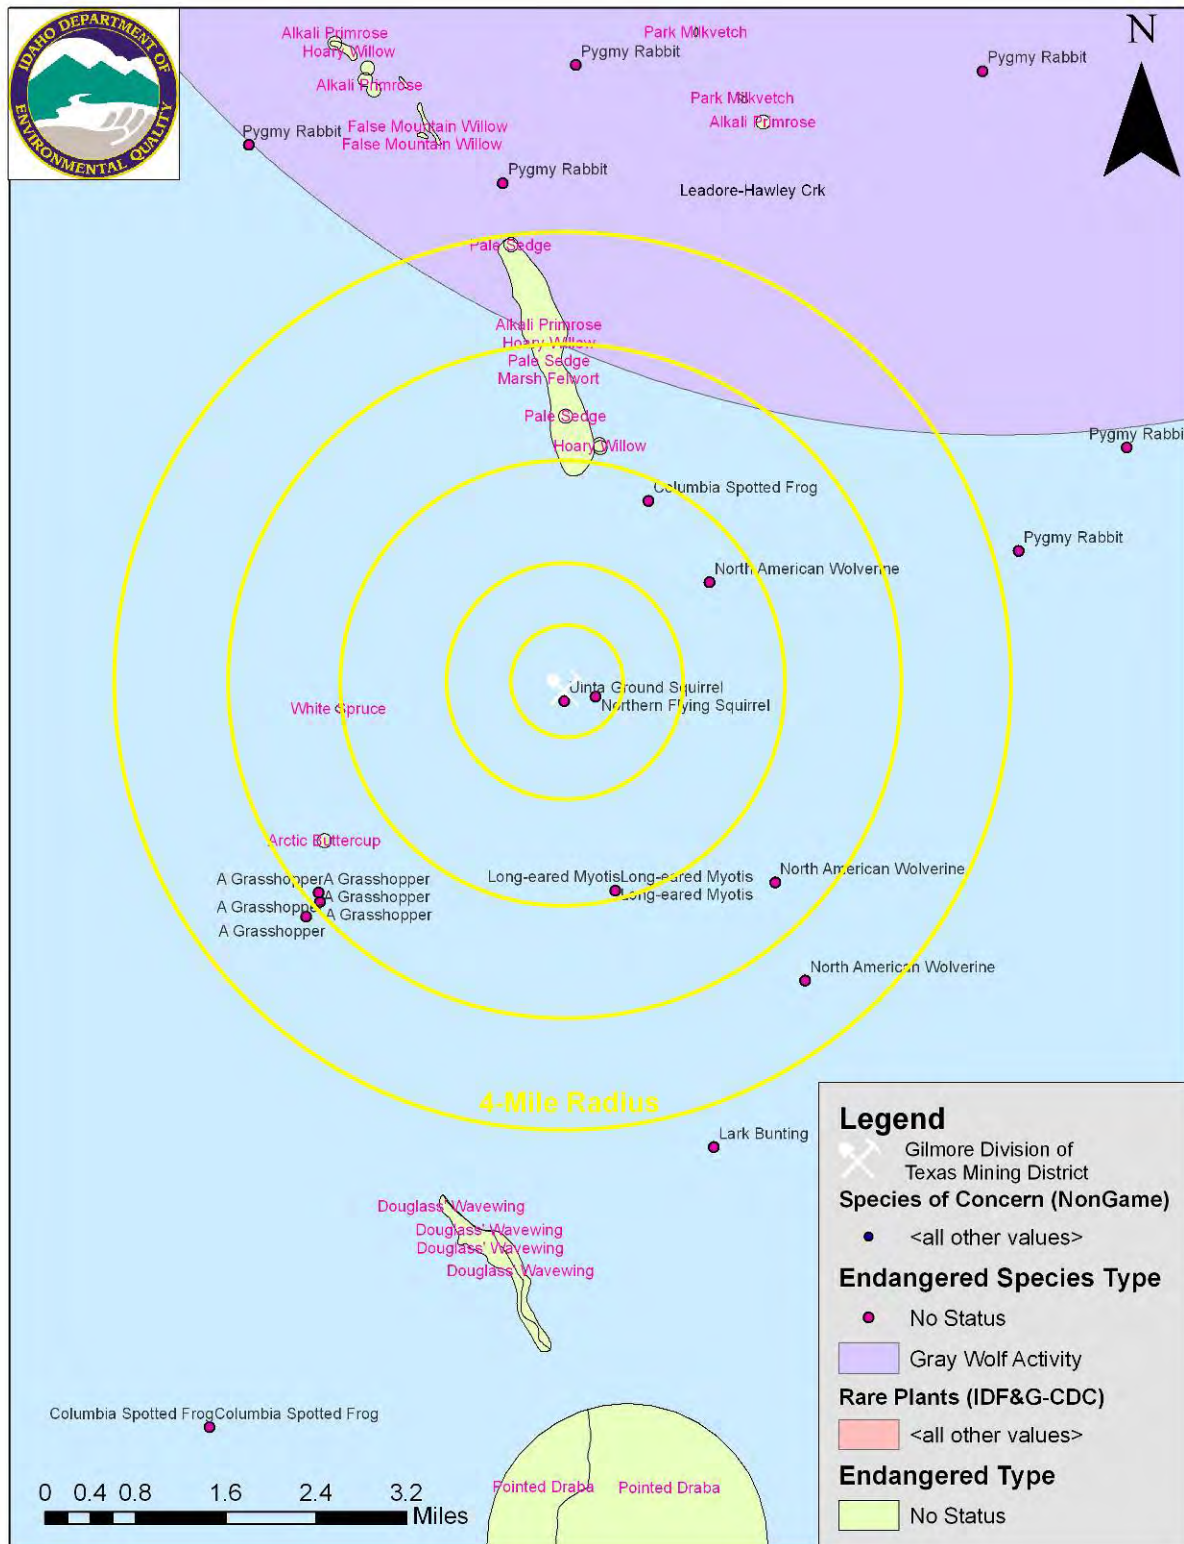 IDAHO DEPARTMENT OF
ENVIRONMENTAL QUALITY
N
Alkali Primrose
Hoary Willow
Alkali Primrose
False Mountain Willow
False Mountain Willow
Pygmy Rabbit
Pygmy Rabbit
Pygmy Rabbit
Park Milkvetch
Pygmy Rabbit
Park Milkvetch
Alkali Primrose
Leadore-Hawley Crk
Pale Sedge
Alkali Primrose
Hoary Willow
Pale Sedge
Marsh Felwort
Pale Sedge
Hoary Willow
Pygmy Rabbi
Columbia Spotted Frog
Pygmy Rabbit
North American Wolverine
Uinta Ground Squirrel
Northern Flying Squirrel
White Spruce
Arctic Buttercup
A Grasshopper A Grasshopper
A Grasshopper
A Grasshopper A Grasshopper
A Grasshopper
Long-eared Myotis Long-eared Myotis
Long-eared Myotis
North American Wolverine
North American Wolverine
4-Mile Radius
Lark Bunting
Douglass' Wavewing
Douglass' Wavewing
Douglass' Wavewing
Douglass' Wavewing
Columbia Spotted Frog Columbia Spotted Frog
Pointed Draba Pointed Draba
0 0.4 0.8 1.6 2.4 3.2
Miles
Legend
Gilmore Division of
Texas Mining District
Species of Concern (NonGame)
<all other values>
Endangered Species Type
No Status
Gray Wolf Activity
Rare Plants (IDF&G-CDC)
<all other values>
Endangered Type
No Status